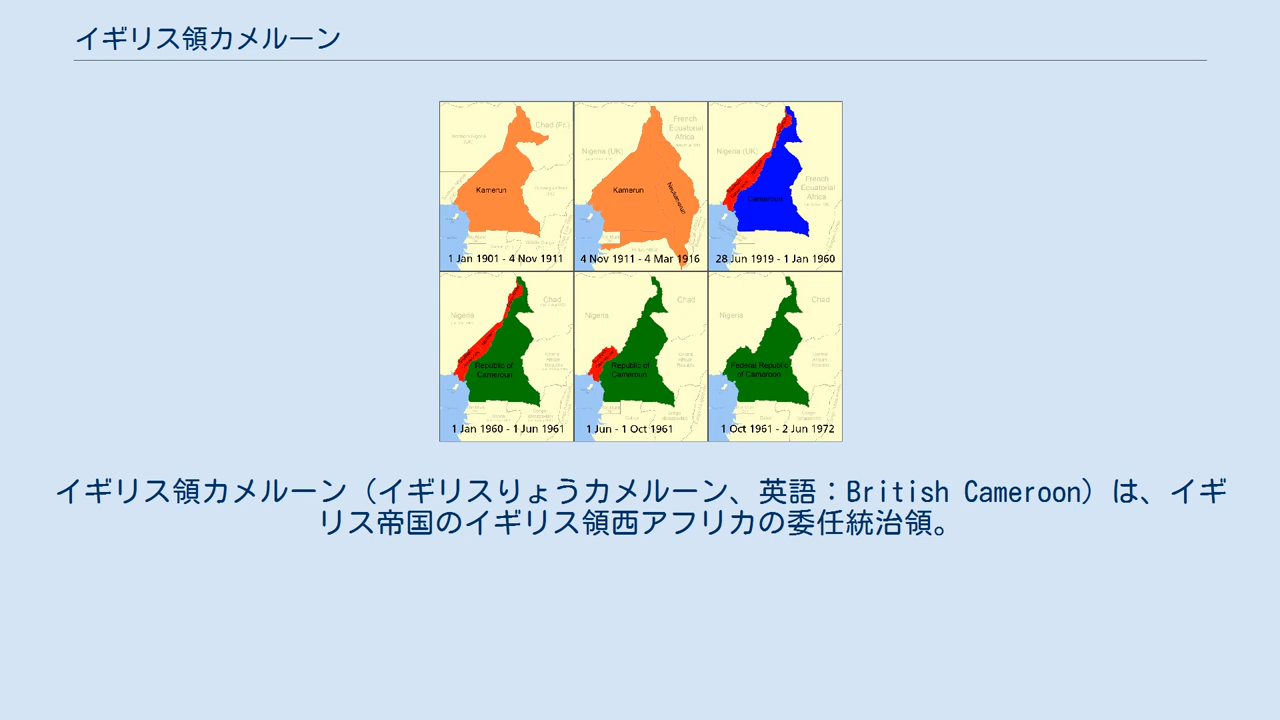 イギリス領カメルーン
Chad (Fr.)
Kamerun
1 Jan 1901 - 4 Nov 1911
French
Equatorial
Africa
Nigeria (UK)
Kamerun
Neukamerun
4 Nov 1911 - 4 Mar 1916
Nigeria (UK)
French
Equatorial
Africa
Cameroun
28 Jun 1919 - 1 Jan 1960
Chad
Nigeria
Republic of
Cameroun
1 Jan 1960 - 1 Jun 1961
Chad
Nigeria
Republic of
Cameroun
1 Jun - 1 Oct 1961
Chad
Nigeria
Federal Republic
of Cameroon
1 Oct 1961 - 2 Jun 1972
イギリス領カメルーン（イギリスりょうカメルーン、英語：British Cameroon）は、イギ
リス帝国のイギリス領西アフリカの委任統治領。